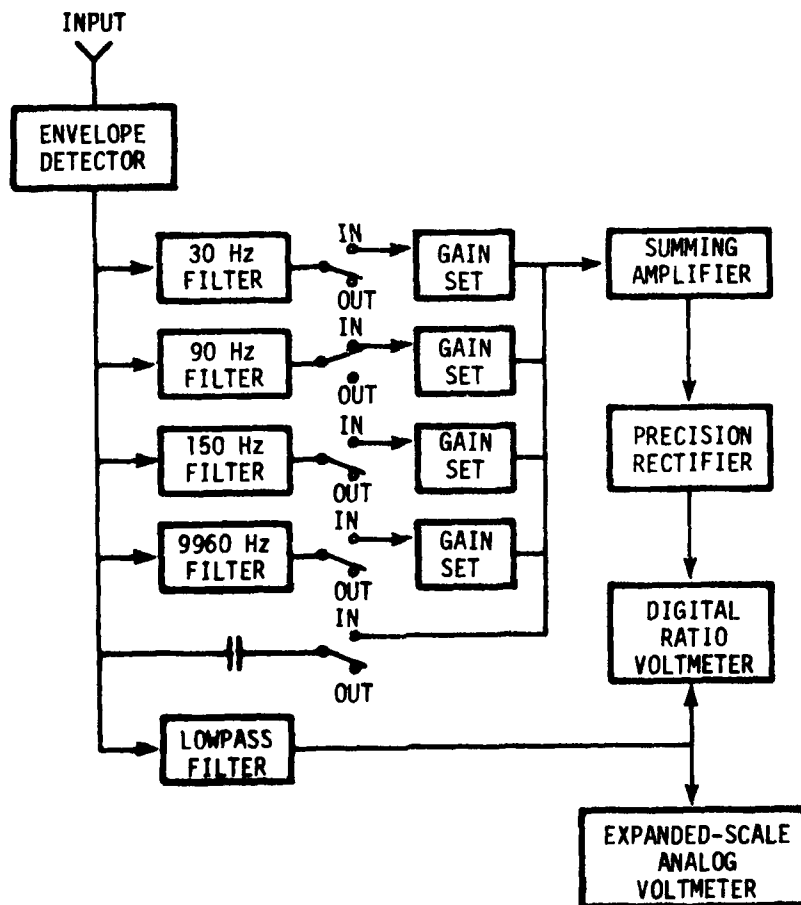 INPUT
ENVELOPE
DETECTOR
30 Hz
FILTER
IN
OUT
GAIN
SET
SUMMING
AMPLIFIER
90 Hz
FILTER
IN
OUT
GAIN
SET
150 Hz
FILTER
IN
OUT
GAIN
SET
PRECISION
RECTIFIER
9960 Hz
FILTER
IN
OUT
GAIN
SET
IN
OUT
DIGITAL
RATIO
VOLTMETER
LOWPASS
FILTER
EXPANDED-SCALE
ANALOG
VOLTMETER